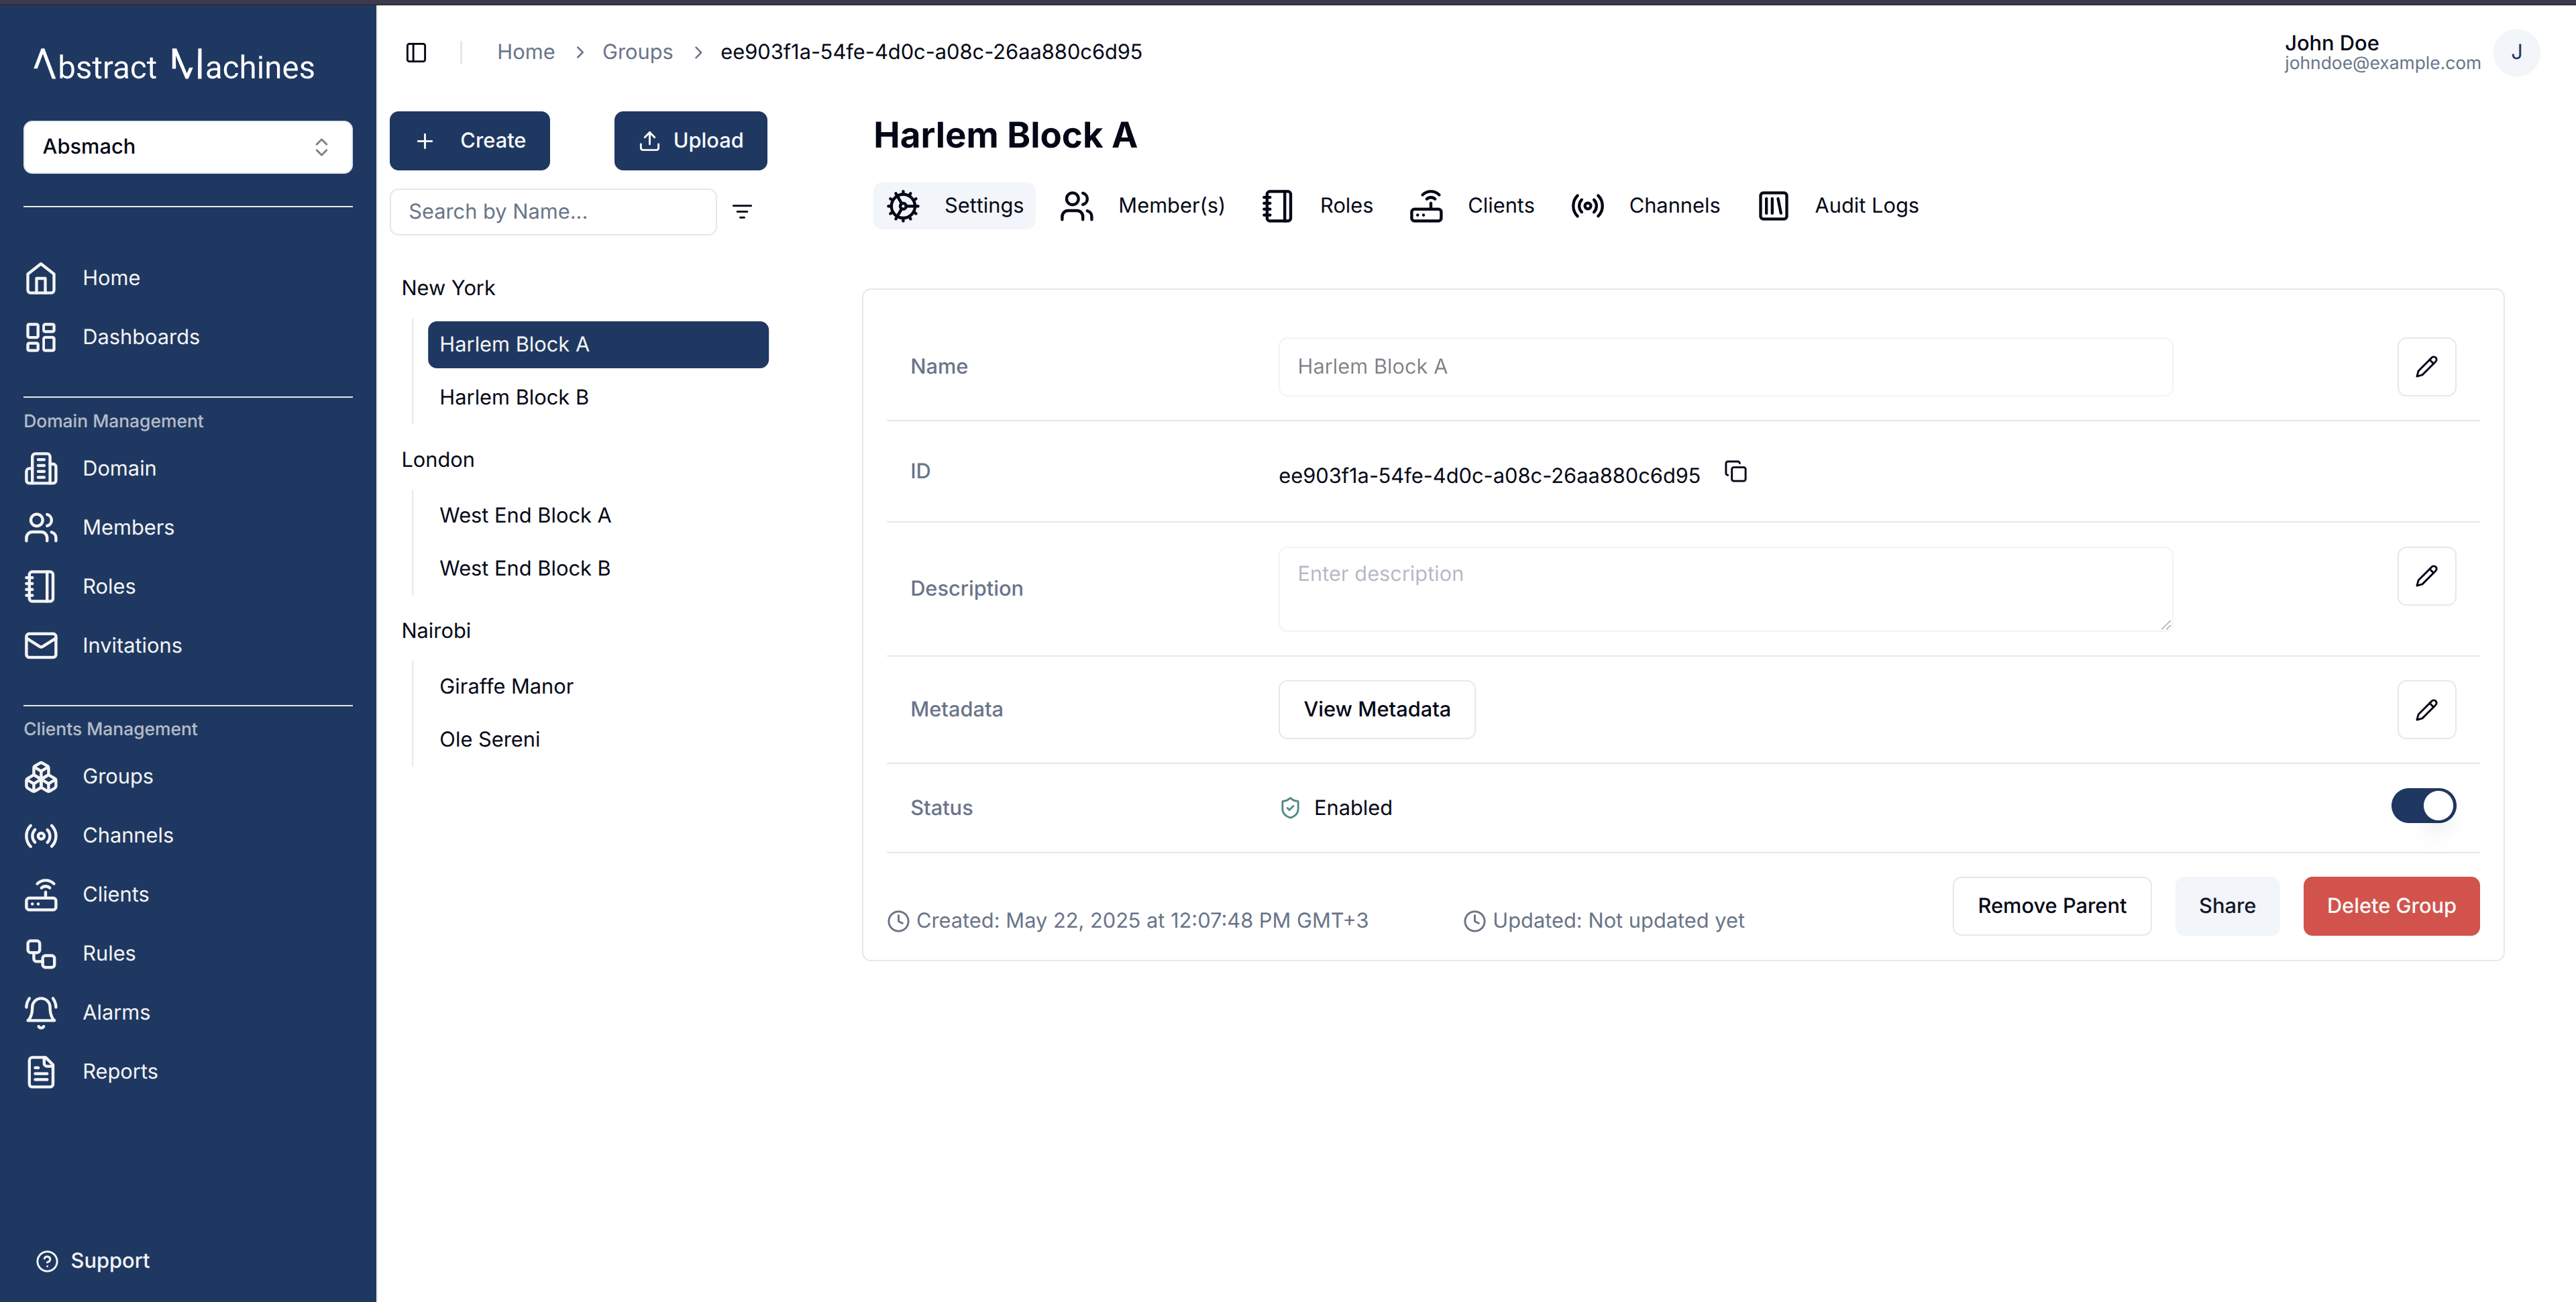 Abstract Machines
Absmach
Home
Dashboards
Domain Management
Domain
Members
Roles
Invitations
Clients Management
Groups
Channels
Clients
Rules
Alarms
Reports
Support
Home > Groups > ee903f1a-54fe-4d0c-a08c-26aa880c6d95
John Doe
johndoe@example.com
J
+ Create
Upload
Search by Name...
New York
Harlem Block A
Harlem Block B
London
West End Block A
West End Block B
Nairobi
Giraffe Manor
Ole Sereni
Harlem Block A
Settings Member(s) Roles Clients Channels Audit Logs
Name Harlem Block A
ID ee903f1a-54fe-4d0c-a08c-26aa880c6d95
Description Enter description
Metadata View Metadata
Status Enabled
Created: May 22, 2025 at 12:07:48 PM GMT+3 Updated: Not updated yet Remove Parent Share Delete Group